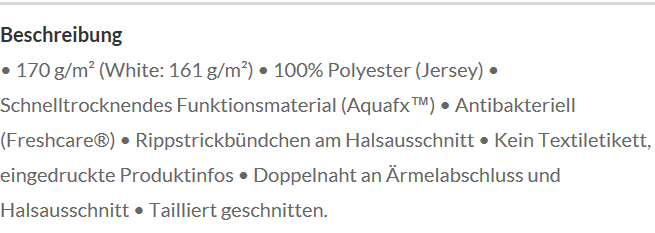 Beschreibung
• 170 g/m² (White: 161 g/m²) • 100% Polyester (Jersey) •
Schnelltrocknendes Funktionsmaterial (Aquafx™) • Antibakteriell
(Freshcare®) • Rippstrickbündchen am Halsausschnitt • Kein Textiletikett,
eingedruckte Produktinfos • Doppelnaht an Ärmelabschluss und
Halsausschnitt • Tailliert geschnitten.